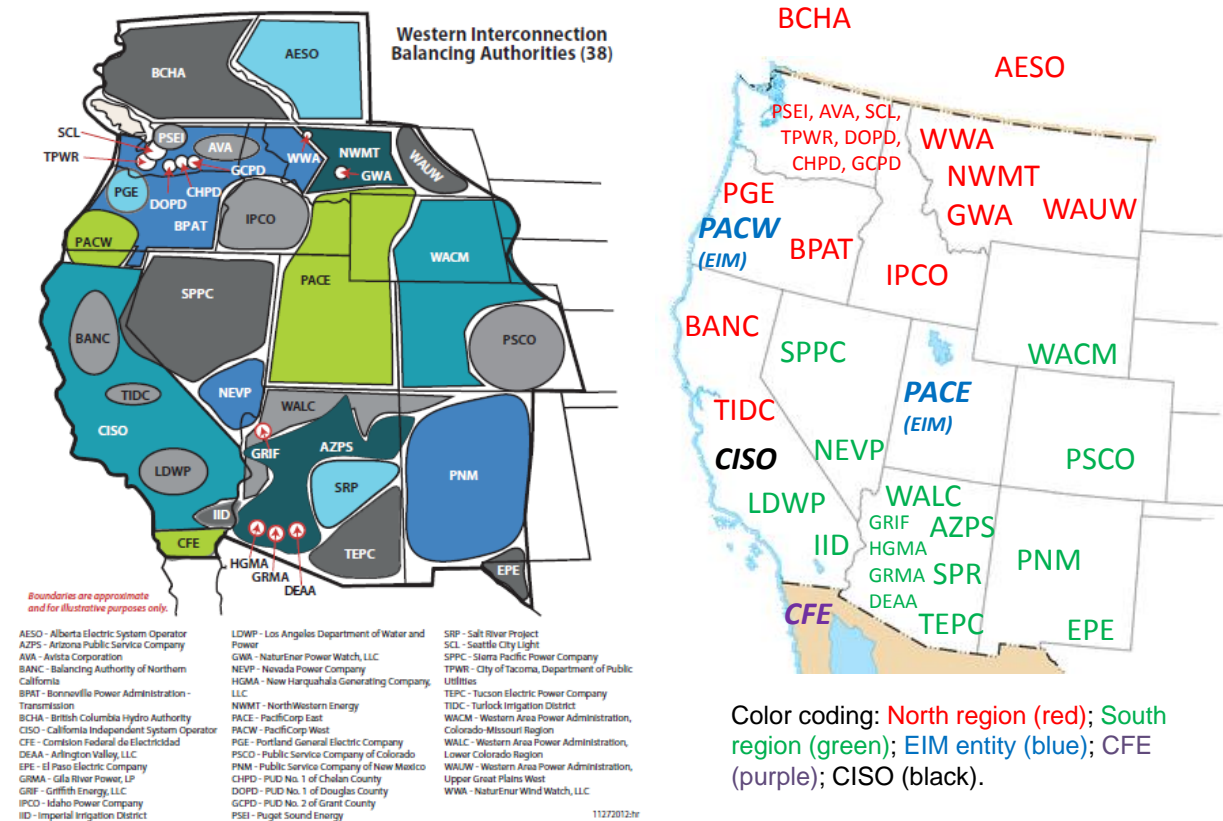 Western Interconnection
Balancing Authorities (38)
BCHA
AESO
SCL
TPWR
PSEI
AVA
WWA
NWMT
WAUW
GWA
GCPD
CHPD
DOPD
PGE
BPAT
IPCO
PACW
SPPC
PACE
WACM
BANC
PSCO
TIDC
NEVP
WALC
CISO
GRIF
AZPS
LDWP
SRP
PNM
IID
CFE
TEPC
HGMA
GRMA
DEAA
EPE
Boundaries are approximate
and for illustrative purposes only.
AESO - Alberta Electric System Operator
AZPS - Arizona Public Service Company
AVA - Avista Corporation
BANC - Balancing Authority of Northern
California
BPAT - Bonneville Power Administration -
Transmission
BCHA - British Columbia Hydro Authority
CISO - California Independent System Operator
CFE - Comision Federal de Electricidad
DEAA - Arlington Valley, LLC
EPE - El Paso Electric Company
GRMA - Gila River Power, LP
GRIF - Griffith Energy, LLC
IPCO - Idaho Power Company
IID - Imperial Irrigation District
LDWP - Los Angeles Department of Water and
Power
GWA - NaturEner Power Watch, LLC
NEVP - Nevada Power Company
HGMA - New Harquahala Generating Company,
LLC
NWMT - NorthWestern Energy
PACE - PacifiCorp East
PACW - PacifiCorp West
PGE - Portland General Electric Company
PSCO - Public Service Company of Colorado
PNM - Public Service Company of New Mexico
CHPD - PUD No. 1 of Chelan County
DOPD - PUD No. 1 of Douglas County
GCPD - PUD No. 2 of Grant County
PSEI - Puget Sound Energy
SRP - Salt River Project
SCL - Seattle City Light
SPPC - Sierra Pacific Power Company
TPWR - City of Tacoma, Department of Public
Utilities
TEPC - Tucson Electric Power Company
TIDC - Turlock Irrigation District
WACM - Western Area Power Administration,
Colorado-Missouri Region
WALC - Western Area Power Administration,
Lower Colorado Region
WAUW - Western Area Power Administration,
Upper Great Plains West
WWA - NaturEner Wind Watch, LLC
11272012:hr
BCHA
AESO
PSEI, AVA, SCL,
TPWR, DOPD,
CHPD, GCPD
WWA
NWMT
GWA
WAUW
PGE
PACW
(EIM)
BPAT
IPCO
BANC
SPPC
WACM
PACE
(EIM)
TIDC
CISO
NEVP
PSCO
LDWP
WALC
GRIF
AZPS
IID
HGMA
GRMA
SPR
PNM
DEAA
CFE
TEPC
EPE
Color coding: North region (red); South
region (green); EIM entity (blue); CFE
(purple); CISO (black).